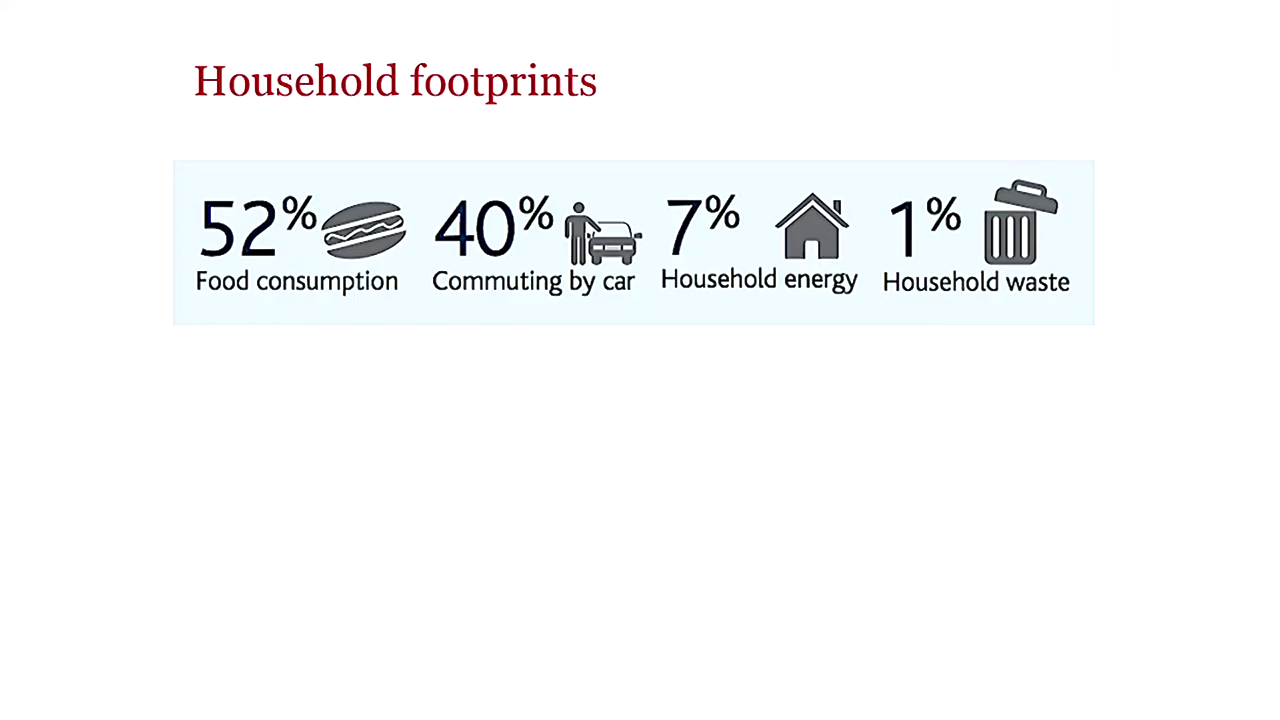 Household footprints
52% 40% 7% 1%
Food consumption Commuting by car Household energy Household waste